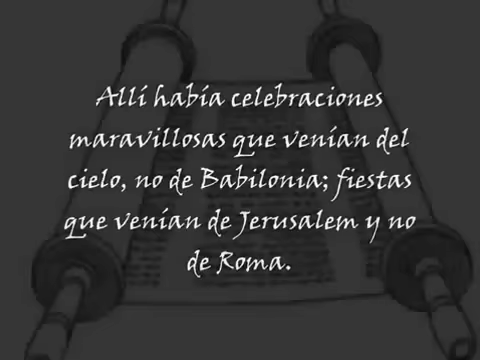 Allí había celebraciones
maravillosas que venían del
cielo, no de Babilonia; fiestas
que venían de Jerusalem y no
de Roma.